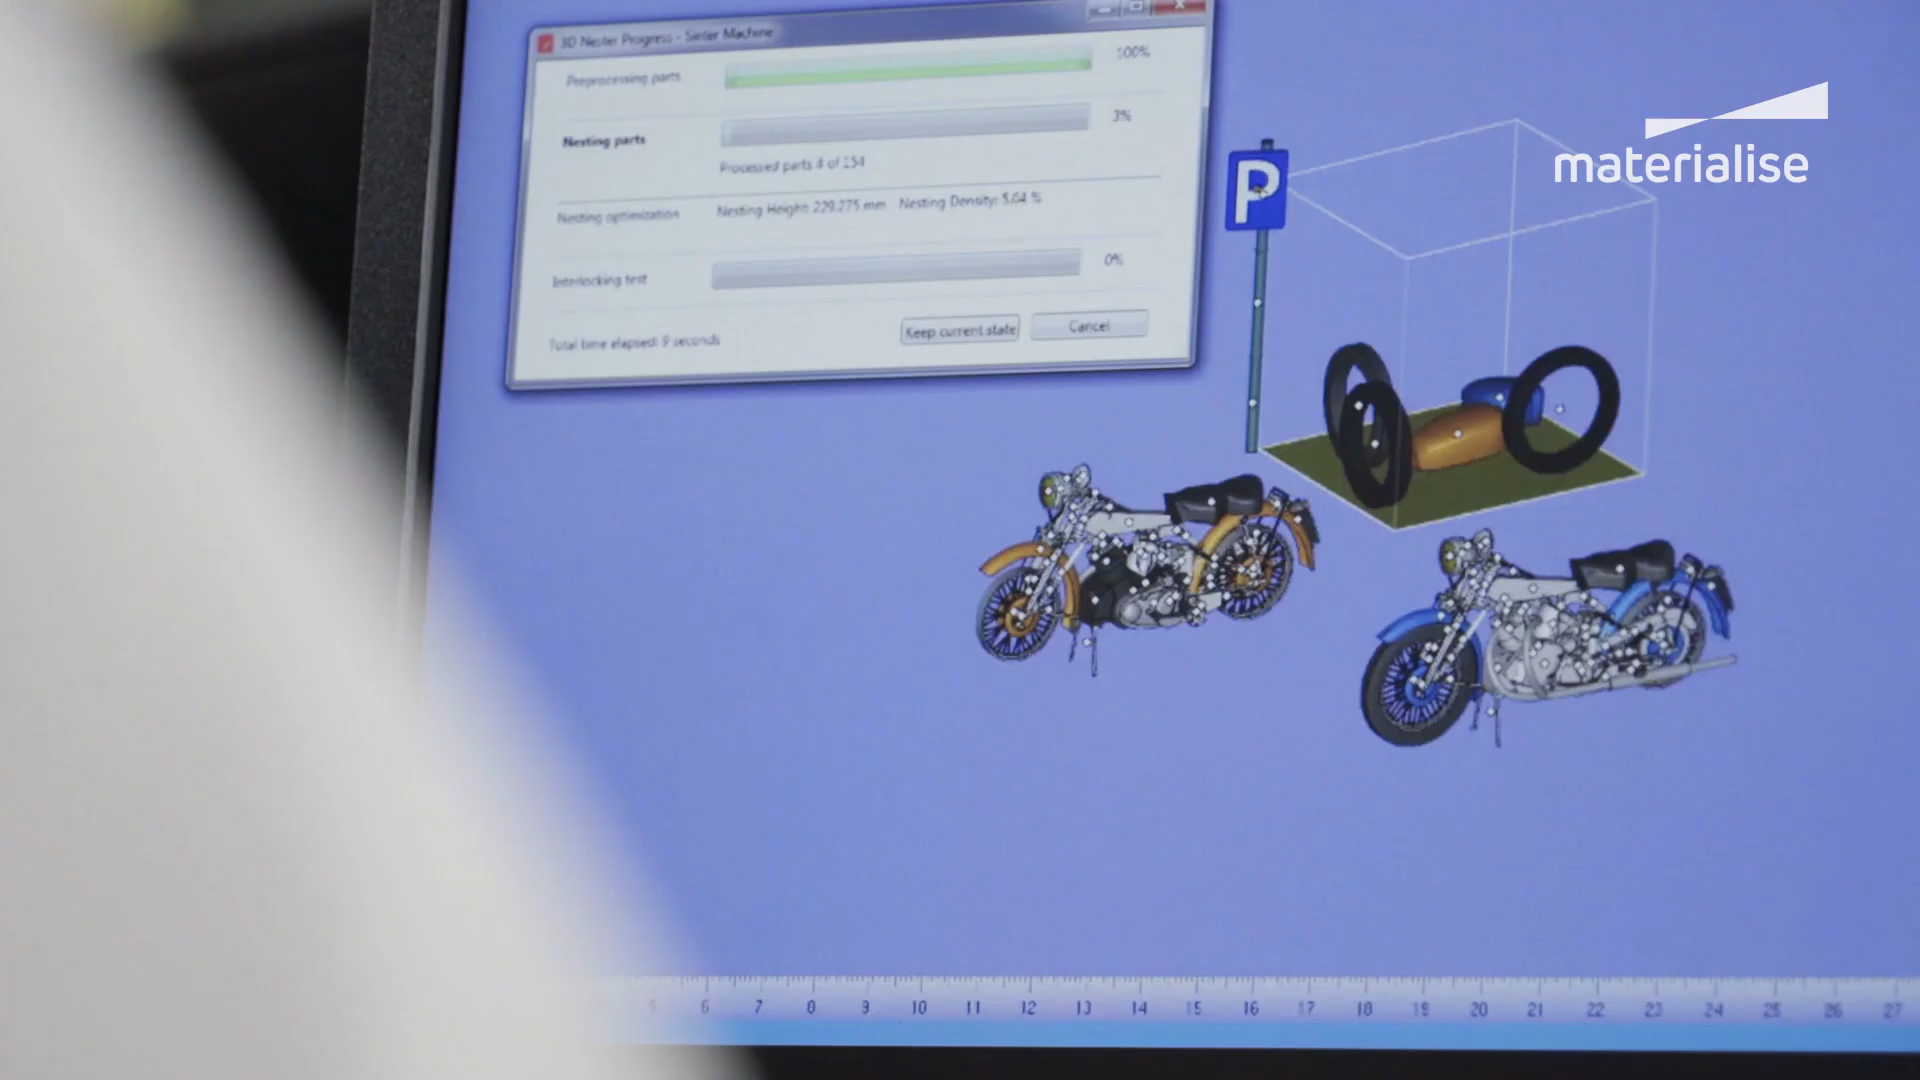 3D Nester Progress - Sinter Machine
Preprocessing parts 100%
Nesting parts 3%
Processed parts 4 of 154
Nesting optimization Nesting Height: 229.275 mm Nesting Density: 5.04 %
Interlocking test 0%
Total time elapsed: 9 seconds Keep current state Cancel
P
materialise
5 6 7 8 9 10 11 12 13 14 15 16 17 18 19 20 21 22 23 24 25 26 27